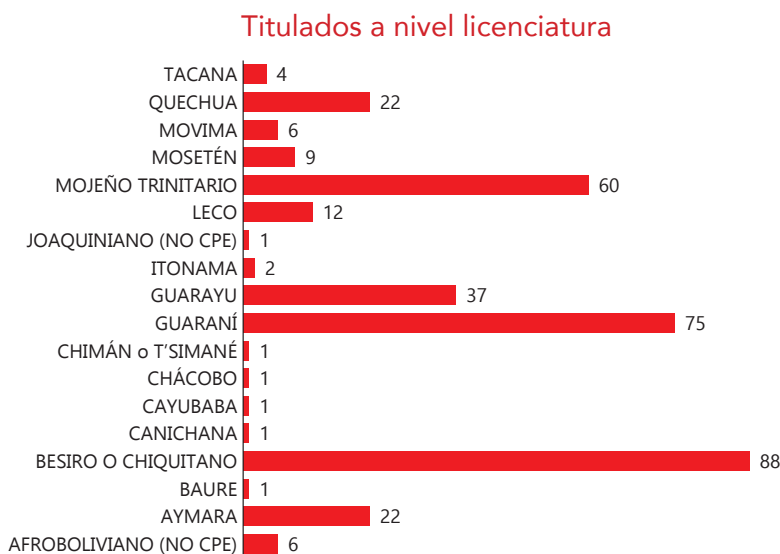 Titulados a nivel licenciatura
TACANA 4
QUECHUA 22
MOVIMA 6
MOSETÉN 9
MOJEÑO TRINITARIO 60
LECO 12
JOAQUINIANO (NO CPE) 1
ITONAMA 2
GUARAYU 37
GUARANÍ 75
CHIMÁN o T’SIMANÉ 1
CHÁCOBO 1
CAYUBABA 1
CANICHANA 1
BESIRO O CHIQUITANO 88
BAURE 1
AYMARA 22
AFROBOLIVIANO (NO CPE) 6